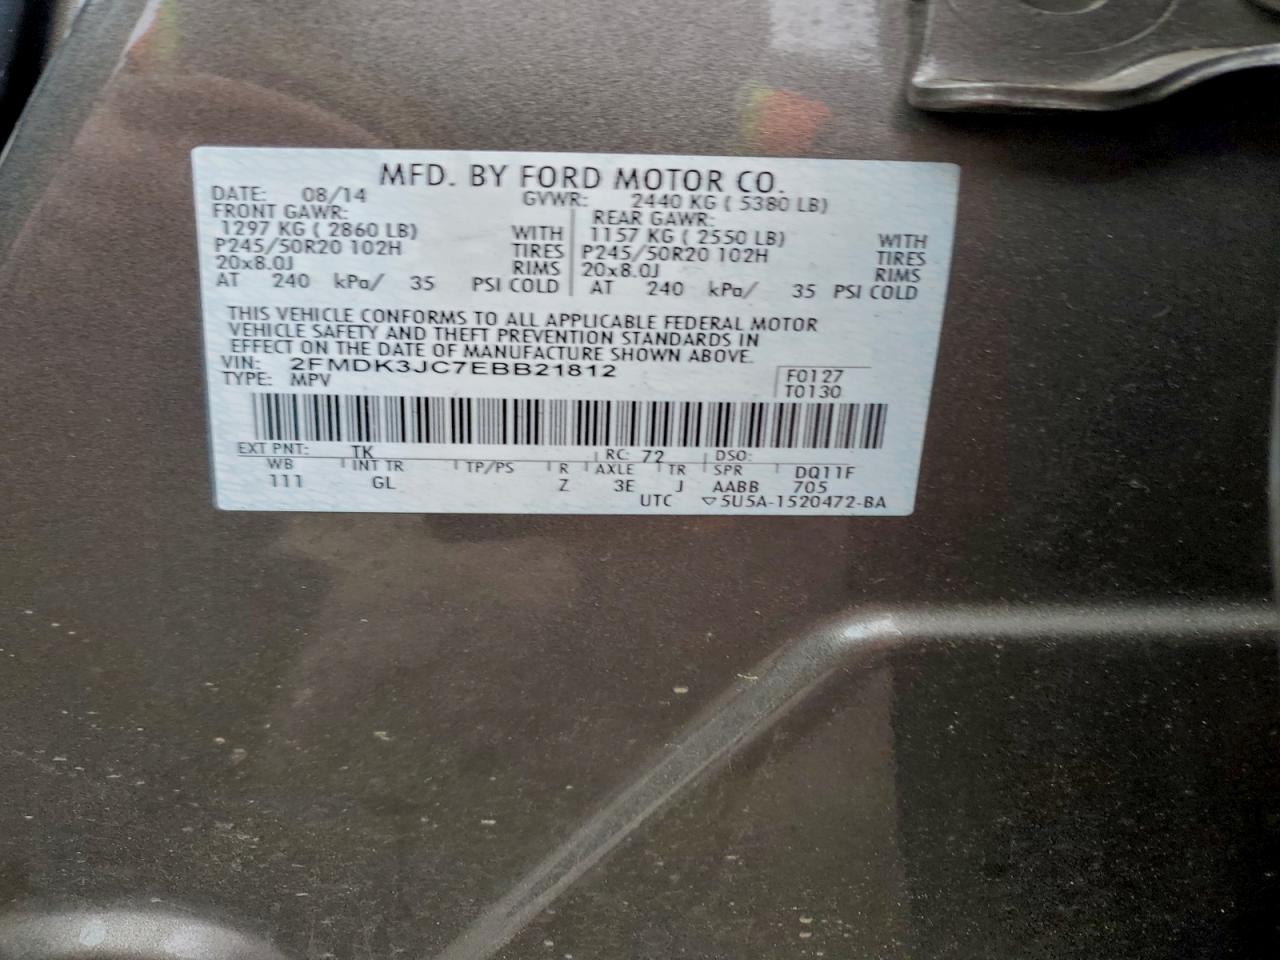 MFD. BY FORD MOTOR CO.
DATE: 08/14 GVWR: 2440 KG ( 5380 LB)
FRONT GAWR: REAR GAWR:
1297 KG ( 2860 LB) WITH 1157 KG ( 2550 LB) WITH
P245/50R20 102H TIRES P245/50R20 102H TIRES
20x8.0J RIMS 20x8.0J RIMS
AT 240 kPa/ 35 PSI COLD AT 240 kPa/ 35 PSI COLD
THIS VEHICLE CONFORMS TO ALL APPLICABLE FEDERAL MOTOR
VEHICLE SAFETY AND THEFT PREVENTION STANDARDS IN
EFFECT ON THE DATE OF MANUFACTURE SHOWN ABOVE.
VIN: 2FMDK3JC7EBB21812
TYPE: MPV
F0127
T0130
EXT PNT: TK RC: 72 DSO:
WB INT TR TP/PS R AXLE TR SPR DQ11F
111 GL Z 3E J AABB 705
UTC ▽5U5A-1520472-BA